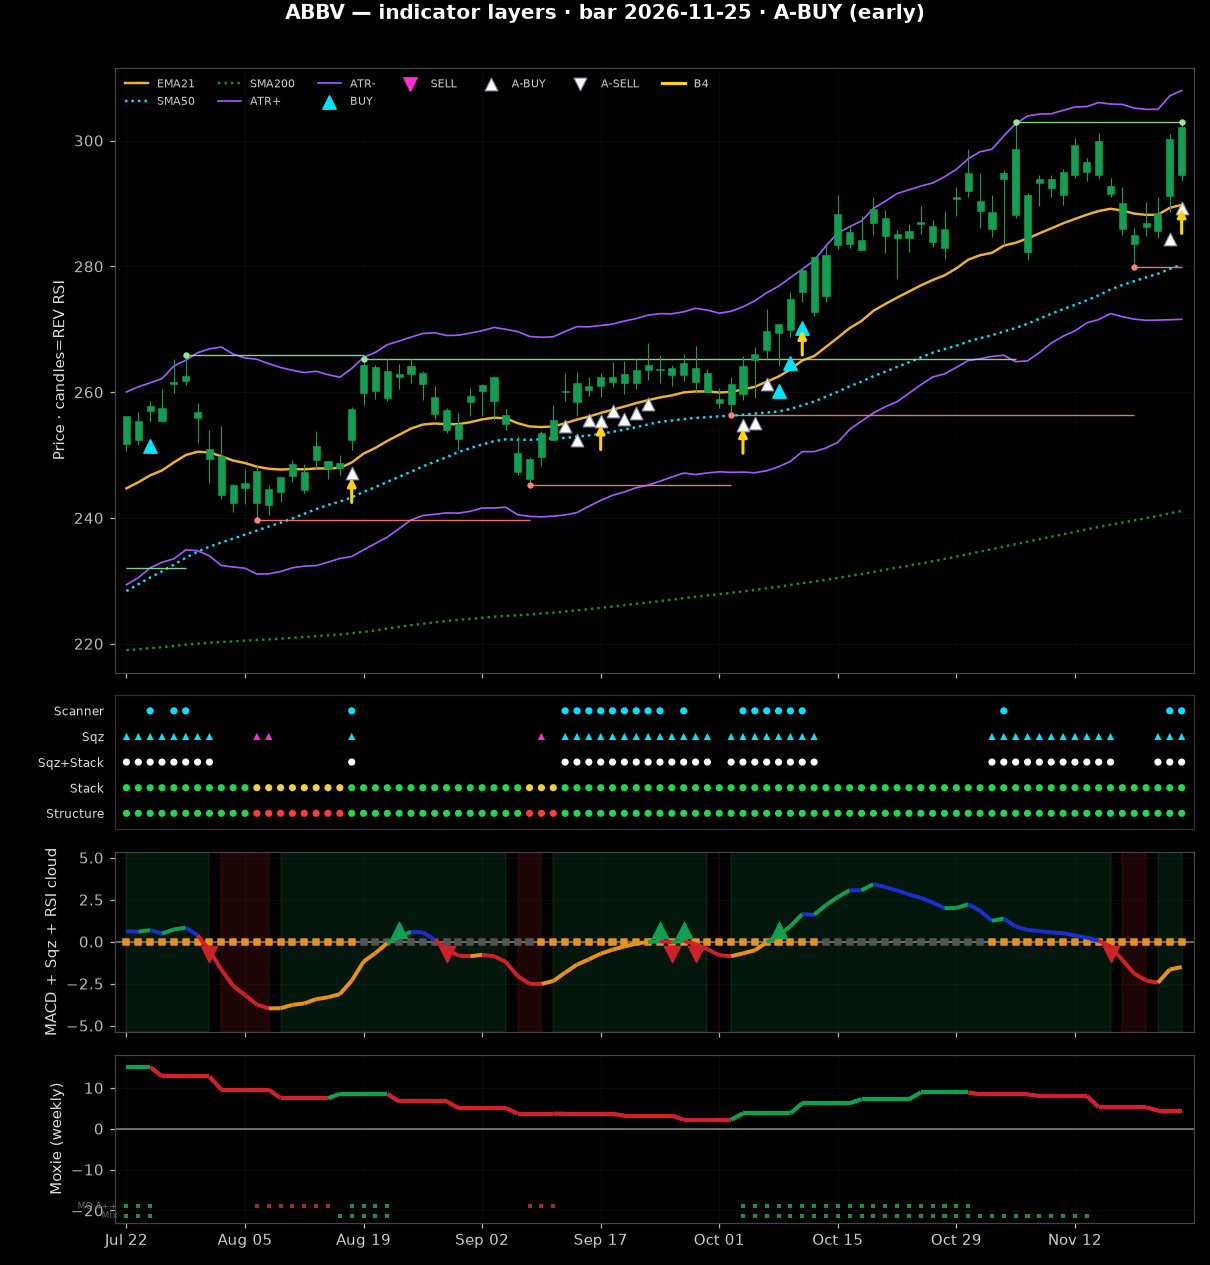 ABBV — indicator layers · bar 2026-11-25 · A-BUY (early)
EMA21 SMA200 ATR- SELL A-BUY A-SELL B4
SMA50 ATR+ BUY
Price · candles=REV RSI
300
280
260
240
220
Scanner
Sqz
Sqz+Stack
Stack
Structure
MACD + Sqz + RSI cloud
5.0
2.5
0.0
−2.5
−5.0
Moxie (weekly)
10
0
−10
−20
Jul 22 Aug 05 Aug 19 Sep 02 Sep 17 Oct 01 Oct 15 Oct 29 Nov 12